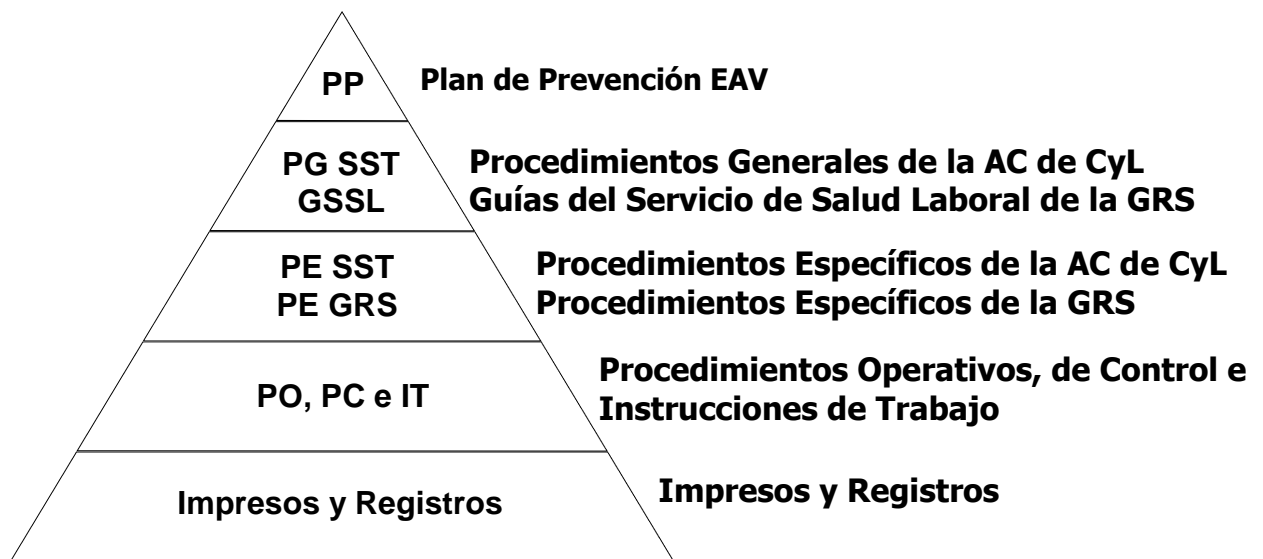 PP
Plan de Prevención EAV
PG SST
GSSL
Procedimientos Generales de la AC de CyL
Guías del Servicio de Salud Laboral de la GRS
PE SST
PE GRS
Procedimientos Específicos de la AC de CyL
Procedimientos Específicos de la GRS
PO, PC e IT
Procedimientos Operativos, de Control e
Instrucciones de Trabajo
Impresos y Registros
Impresos y Registros